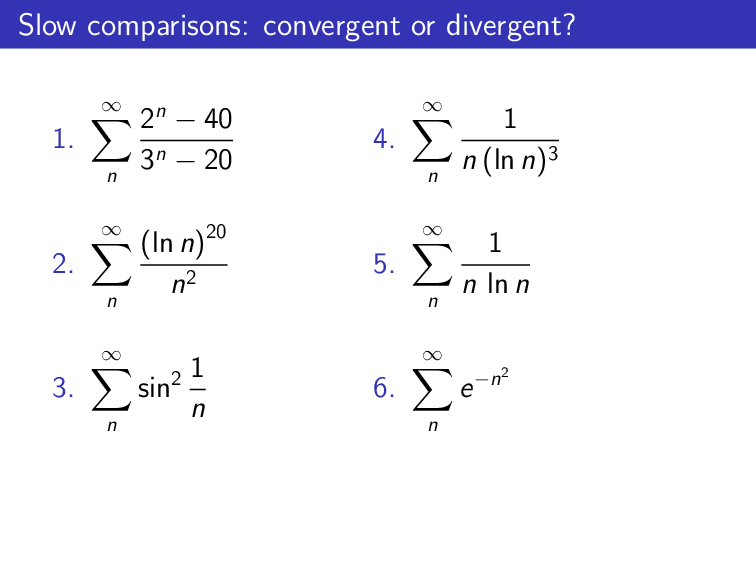 Slow comparisons: convergent or divergent?
1. $\sum_{n}^{\infty} \frac{2^n - 40}{3^n - 20}$
2. $\sum_{n}^{\infty} \frac{(\ln n)^{20}}{n^2}$
3. $\sum_{n}^{\infty} \sin^2 \frac{1}{n}$
4. $\sum_{n}^{\infty} \frac{1}{n\,(\ln n)^3}$
5. $\sum_{n}^{\infty} \frac{1}{n\,\ln n}$
6. $\sum_{n}^{\infty} e^{-n^2}$